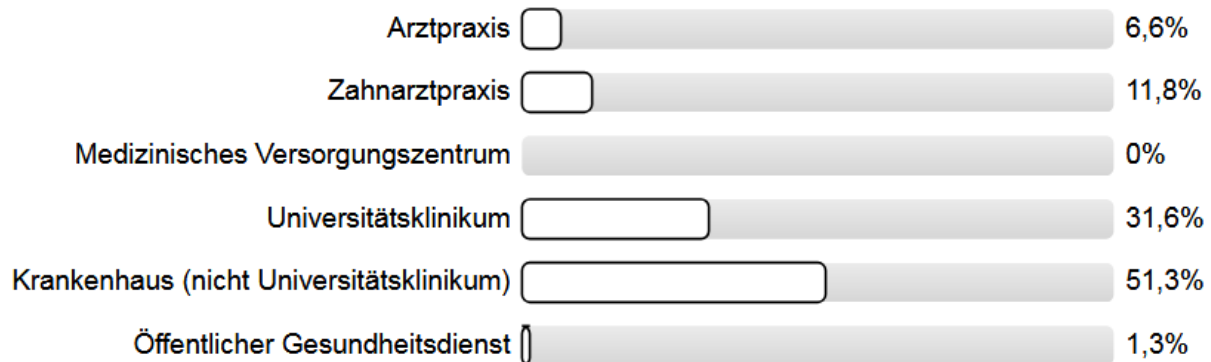 Arztpraxis 6,6%
Zahnarztpraxis 11,8%
Medizinisches Versorgungszentrum 0%
Universitätsklinikum 31,6%
Krankenhaus (nicht Universitätsklinikum) 51,3%
Öffentlicher Gesundheitsdienst 1,3%